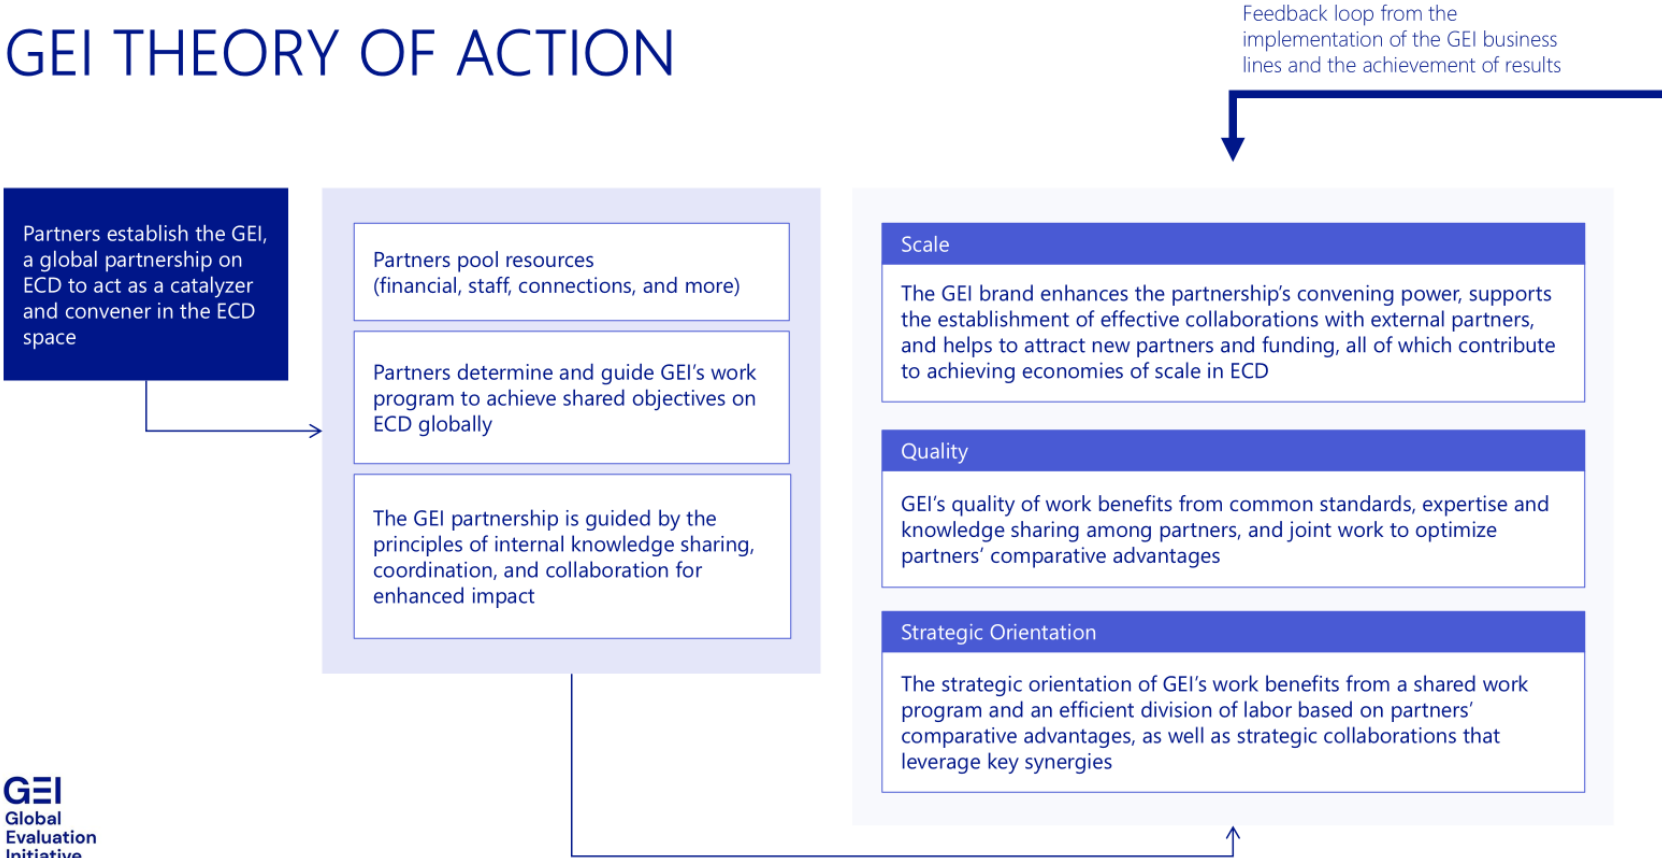 GEI THEORY OF ACTION
Feedback loop from the
implementation of the GEI business
lines and the achievement of results
Partners establish the GEI,
a global partnership on
ECD to act as a catalyzer
and convener in the ECD
space
Partners pool resources
(financial, staff, connections, and more)
Partners determine and guide GEI’s work
program to achieve shared objectives on
ECD globally
The GEI partnership is guided by the
principles of internal knowledge sharing,
coordination, and collaboration for
enhanced impact
Scale
The GEI brand enhances the partnership’s convening power, supports
the establishment of effective collaborations with external partners,
and helps to attract new partners and funding, all of which contribute
to achieving economies of scale in ECD
Quality
GEI’s quality of work benefits from common standards, expertise and
knowledge sharing among partners, and joint work to optimize
partners’ comparative advantages
Strategic Orientation
The strategic orientation of GEI’s work benefits from a shared work
program and an efficient division of labor based on partners’
comparative advantages, as well as strategic collaborations that
leverage key synergies
GEI
Global
Evaluation
Initiative